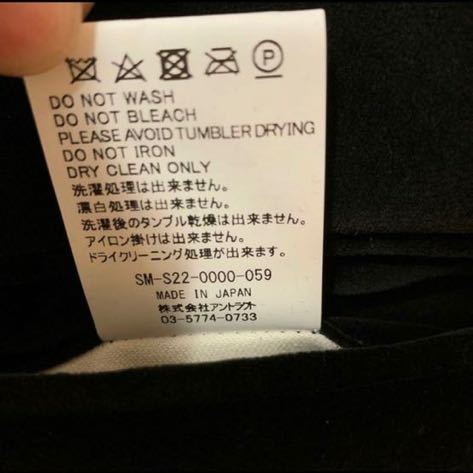 P
DO NOT WASH
DO NOT BLEACH
PLEASE AVOID TUMBLER DRYING
DO NOT IRON
DRY CLEAN ONLY
洗濯処理は出来ません。
漂白処理は出来ません。
洗濯後のタンブル乾燥は出来ません。
アイロン掛けは出来ません。
ドライクリーニング処理が出来ます。
SM-S22-0000-059
MADE IN JAPAN
株式会社アントラクト
03-5774-0733